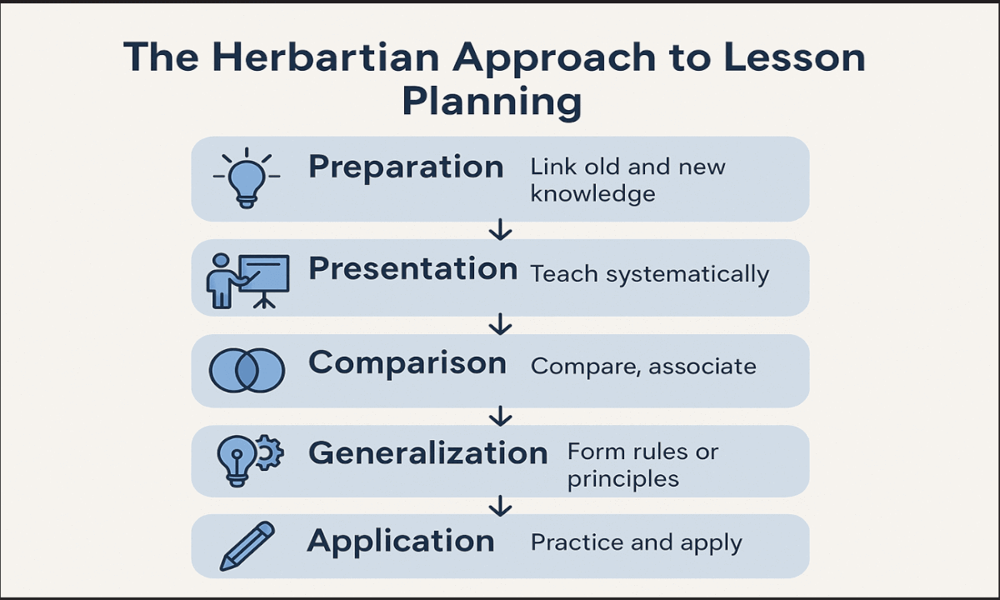 The Herbartian Approach to Lesson
Planning
Preparation
Link old and new
knowledge
Presentation
Teach systematically
Comparison
Compare, associate
Generalization
Form rules or
principles
Application
Practice and apply